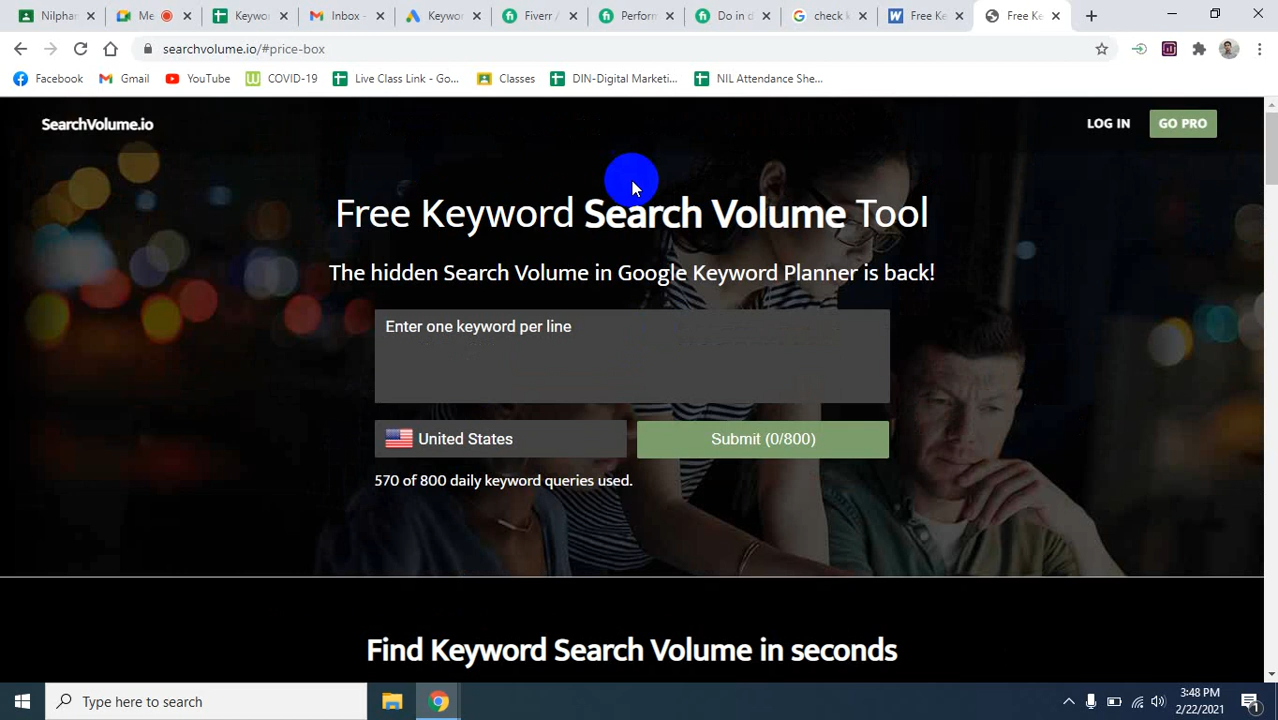 Nilphan
Me
Keywo
Inbox -
Keywor
Fiverr /
Perform
Do in d
check k
Free Ke
Free Ke
searchvolume.io/#price-box
Facebook
Gmail
YouTube
COVID-19
Live Class Link - Go...
Classes
DIN-Digital Marketi...
NIL Attendance She...
SearchVolume.io
LOG IN
GO PRO
Free Keyword Search Volume Tool
The hidden Search Volume in Google Keyword Planner is back!
Enter one keyword per line
United States
Submit (0/800)
570 of 800 daily keyword queries used.
Find Keyword Search Volume in seconds
Type here to search
3:48 PM
2/22/2021
1